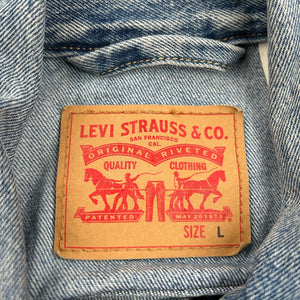 LEVI STRAUSS & CO.
SAN FRANCISCO
CAL.
ORIGINAL RIVETED
QUALITY CLOTHING
PATENTED MAY 20 1873
SIZE L